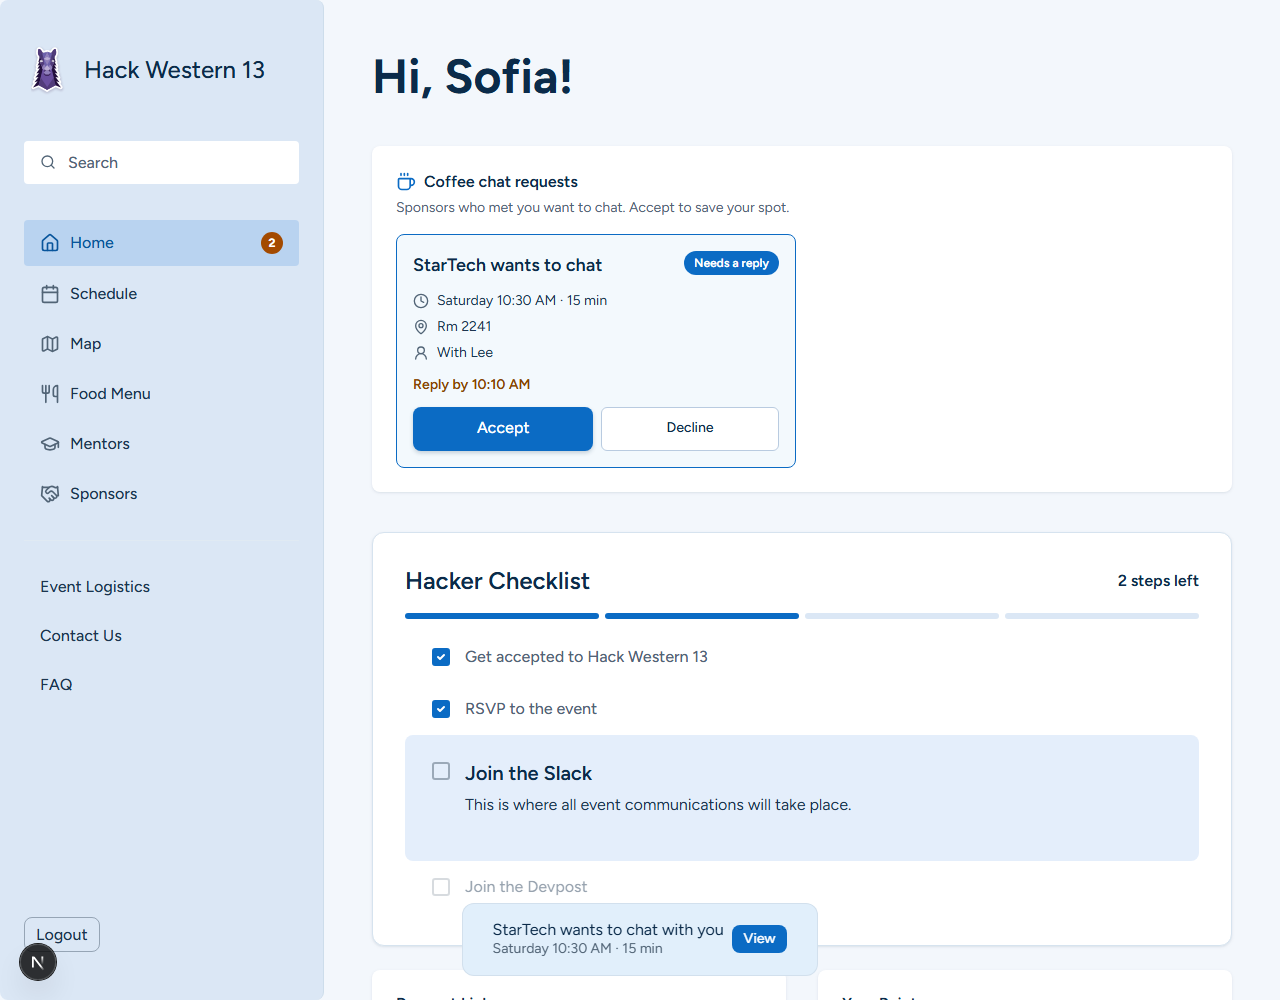 Hack Western 13
Search
Home
2
Schedule
Map
Food Menu
Mentors
Sponsors
Event Logistics
Contact Us
FAQ
Logout
N
Hi, Sofia!
Coffee chat requests
Sponsors who met you want to chat. Accept to save your spot.
StarTech wants to chat
Needs a reply
Saturday 10:30 AM · 15 min
Rm 2241
With Lee
Reply by 10:10 AM
Accept
Decline
Hacker Checklist
2 steps left
Get accepted to Hack Western 13
RSVP to the event
Join the Slack
This is where all event communications will take place.
Join the Devpost
StarTech wants to chat with you
Saturday 10:30 AM · 15 min
View